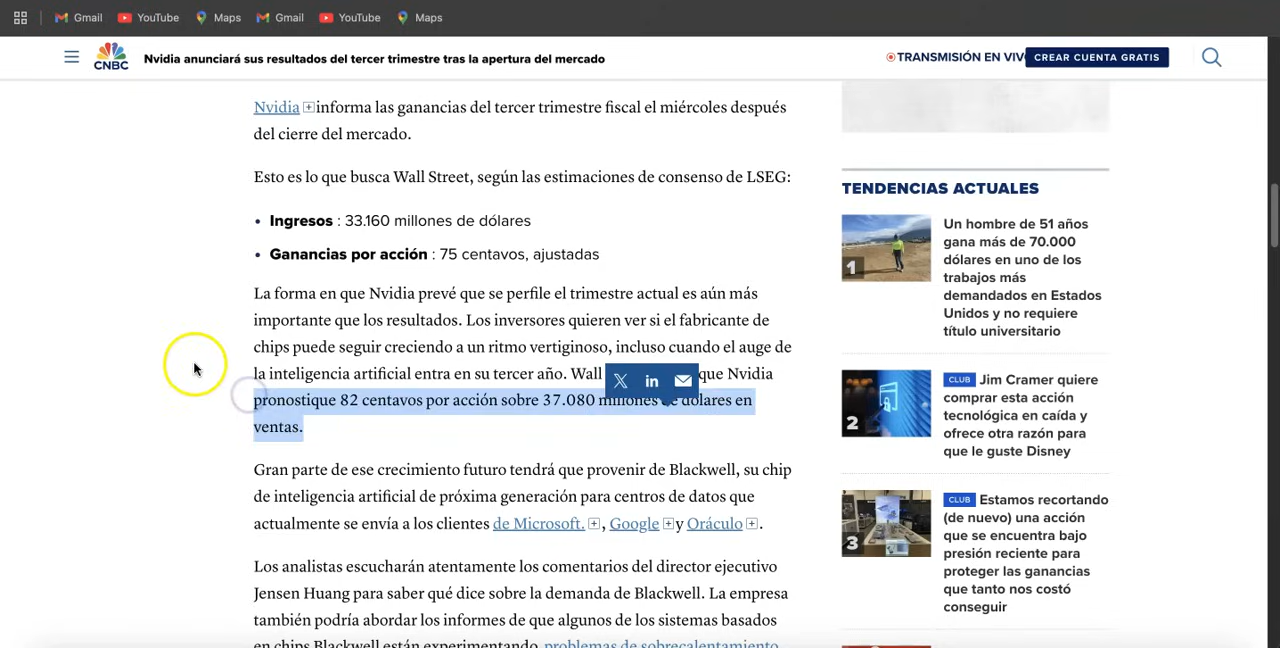 Gmail YouTube Maps Gmail YouTube Maps
CNBC
Nvidia anunciará sus resultados del tercer trimestre tras la apertura del mercado
TRANSMISIÓN EN VIV
CREAR CUENTA GRATIS
Nvidia informa las ganancias del tercer trimestre fiscal el miércoles después
del cierre del mercado.
Esto es lo que busca Wall Street, según las estimaciones de consenso de LSEG:
• Ingresos : 33.160 millones de dólares
• Ganancias por acción : 75 centavos, ajustadas
La forma en que Nvidia prevé que se perfile el trimestre actual es aún más
importante que los resultados. Los inversores quieren ver si el fabricante de
chips puede seguir creciendo a un ritmo vertiginoso, incluso cuando el auge de
la inteligencia artificial entra en su tercer año. Wall que Nvidia
pronostique 82 centavos por acción sobre 37.080 millones de dólares en
ventas.
Gran parte de ese crecimiento futuro tendrá que provenir de Blackwell, su chip
de inteligencia artificial de próxima generación para centros de datos que
actualmente se envía a los clientes de Microsoft. , Google y Oráculo .
Los analistas escucharán atentamente los comentarios del director ejecutivo
Jensen Huang para saber qué dice sobre la demanda de Blackwell. La empresa
también podría abordar los informes de que algunos de los sistemas basados
en chips Blackwell están experimentando problemas de sobrecalentamiento
TENDENCIAS ACTUALES
1
Un hombre de 51 años
gana más de 70.000
dólares en uno de los
trabajos más
demandados en Estados
Unidos y no requiere
título universitario
2
CLUB Jim Cramer quiere
comprar esta acción
tecnológica en caída y
ofrece otra razón para
que le guste Disney
3
CLUB Estamos recortando
(de nuevo) una acción
que se encuentra bajo
presión reciente para
proteger las ganancias
que tanto nos costó
conseguir